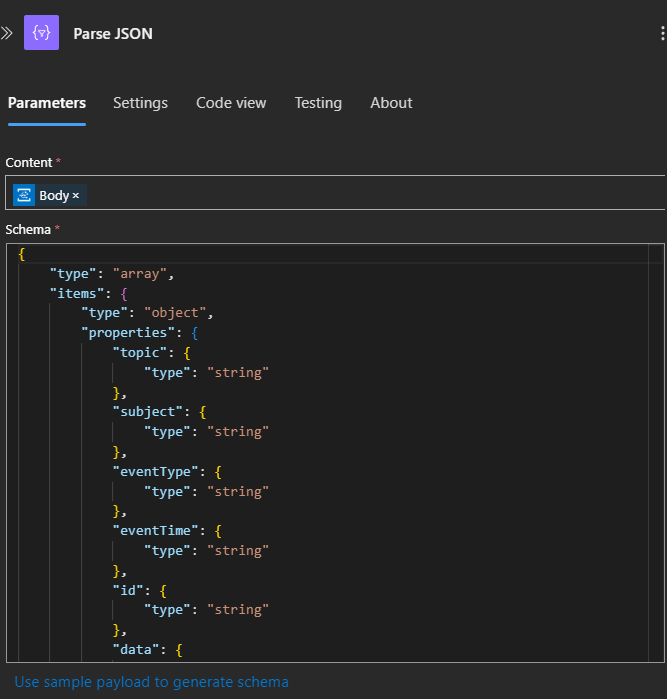 Parse JSON
Parameters Settings Code view Testing About
Content *
Body ×
Schema *
{
"type": "array",
"items": {
"type": "object",
"properties": {
"topic": {
"type": "string"
},
"subject": {
"type": "string"
},
"eventType": {
"type": "string"
},
"eventTime": {
"type": "string"
},
"id": {
"type": "string"
},
"data": {
Use sample payload to generate schema